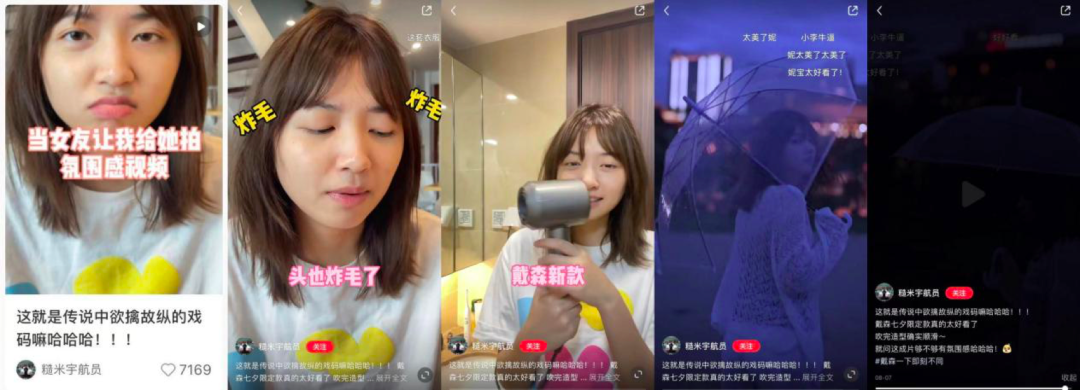 当女友让我给她拍
氛围感视频
这就是传说中欲擒故纵的戏
码嘛哈哈哈！！！
糙米宇航员
7169
这起衣服
炸毛
炸毛
头也炸毛了
糙米宇航员
关注
这就是传说中欲擒故纵的戏码嘛哈哈哈！！！ 戴
森七夕限定款真的太好看了 吹完造型 ... 展开全文
戴森新款
糙米宇航员
关注
这就是传说中欲擒故纵的戏码嘛哈哈哈！！！ 戴
森七夕限定款真的太好看了 吹完造型 ... 展开全文
太美了妮
小李牛逼
妮太美了太美了
妮宝太好看了！
糙米宇航员
关注
这就是传说中欲擒故纵的戏码嘛哈哈哈！！！ 戴
森七夕限定款真的太好看了 吹完造型 ... 展开全文
糙米宇航员
关注
这就是传说中欲擒故纵的戏码嘛哈哈哈！！！
戴森七夕限定款真的太好看了
吹完造型确实顺滑～
就问这成片够不够有氛围感哈哈哈！
#戴森一下即刻不同
08-07
收起